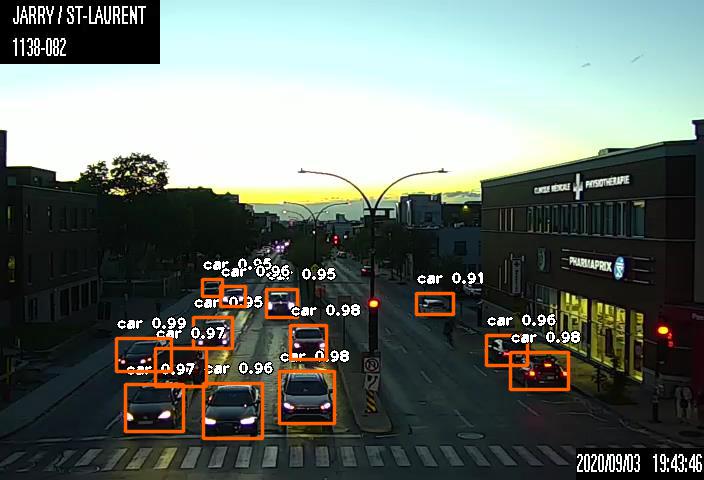 JARRY / ST-LAURENT
1138-082
CLINIQUE MÉDICALE PHYSIOTHÉRAPIE
PHARMAPRIX
car 0.95
car 0.96
0.95
car 0.91
0.95
car 0.98
car 0.99
car 0.97
car 0.96
car 0.98
car 0.98
car 0.97
car 0.96
2020/09/03 19:43:46